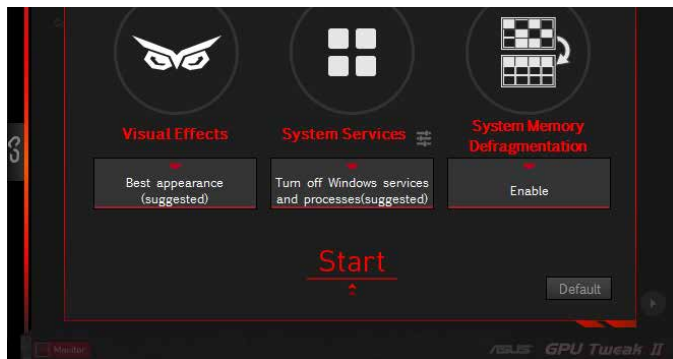 Visual Effects
System Services
System Memory
Defragmentation
Best appearance
(suggested)
Turn off Windows services
and processes(suggested)
Enable
Start
Default
Monitor
ASUS GPU Tweak II